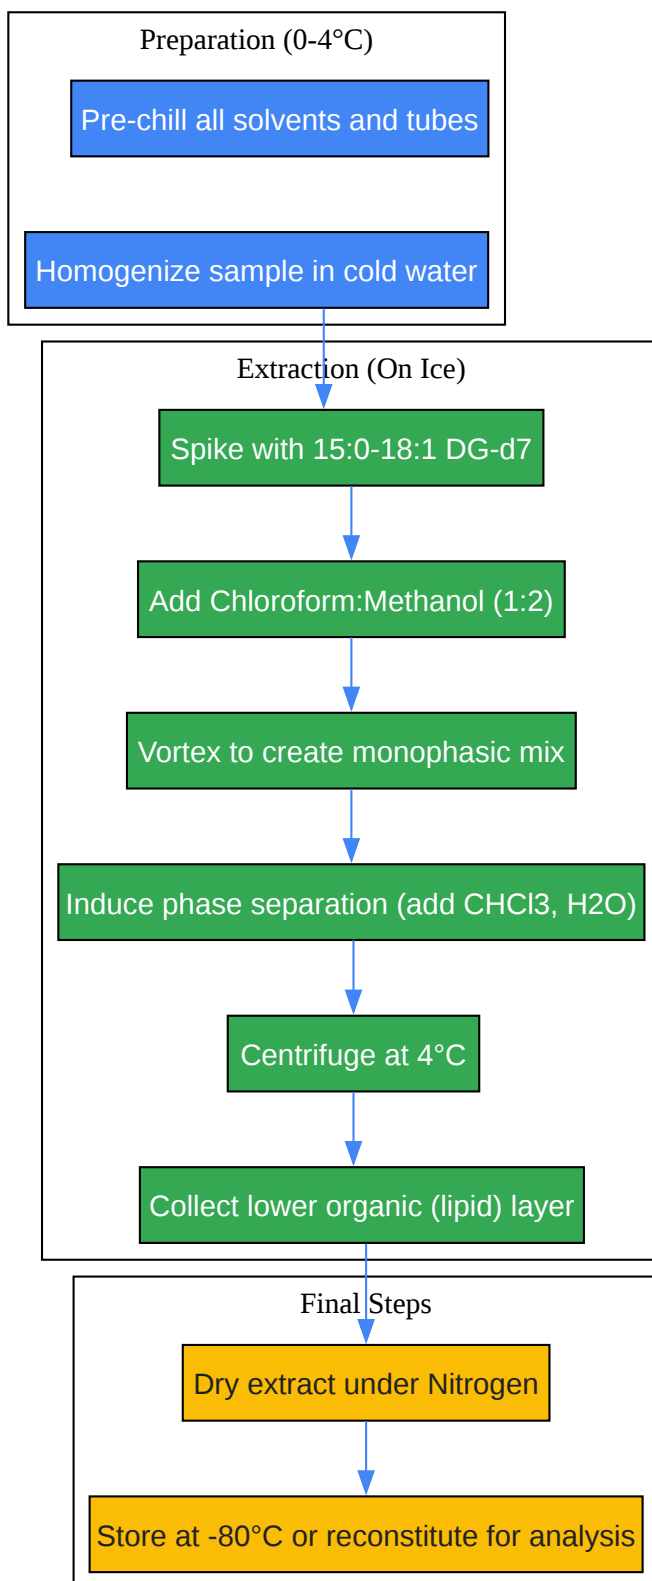 Preparation (0-4°C)
Pre-chill all solvents and tubes
Homogenize sample in cold water
Extraction (On Ice)
Spike with 15:0-18:1 DG-d7
Add Chloroform:Methanol (1:2)
Vortex to create monophasic mix
Induce phase separation (add CHCl3, H2O)
Centrifuge at 4°C
Collect lower organic (lipid) layer
Final Steps
Dry extract under Nitrogen
Store at -80°C or reconstitute for analysis